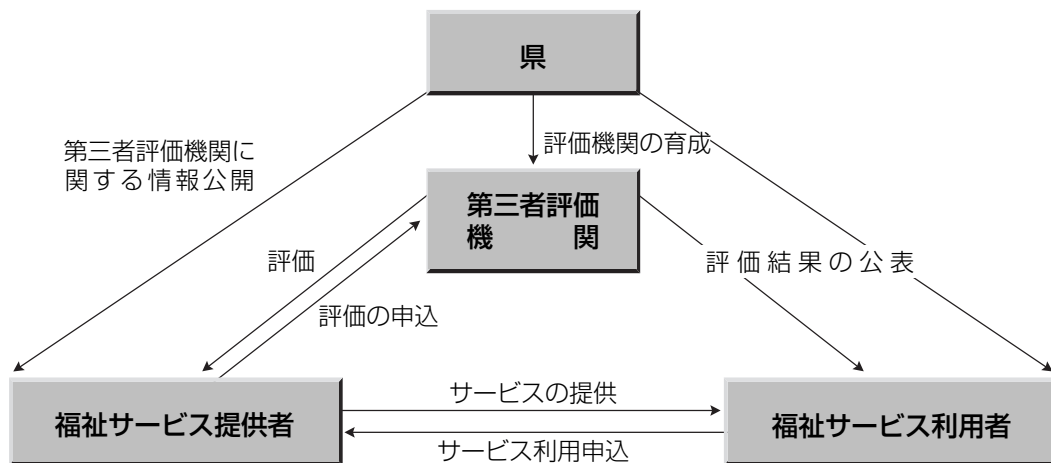 県
第三者評価機関に
関する情報公開
評価機関の育成
第三者評価
機関
評価
評価の申込
評価結果の公表
福祉サービス提供者
サービスの提供
サービス利用申込
福祉サービス利用者